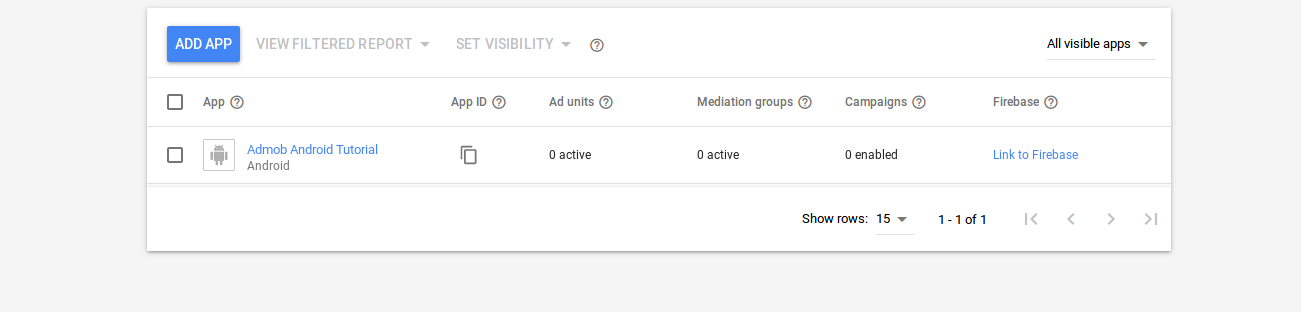 ADD APP VIEW FILTERED REPORT SET VISIBILITY All visible apps
App App ID Ad units Mediation groups Campaigns Firebase
Admob Android Tutorial 0 active 0 active 0 enabled Link to Firebase
Android
Show rows: 15 1 - 1 of 1